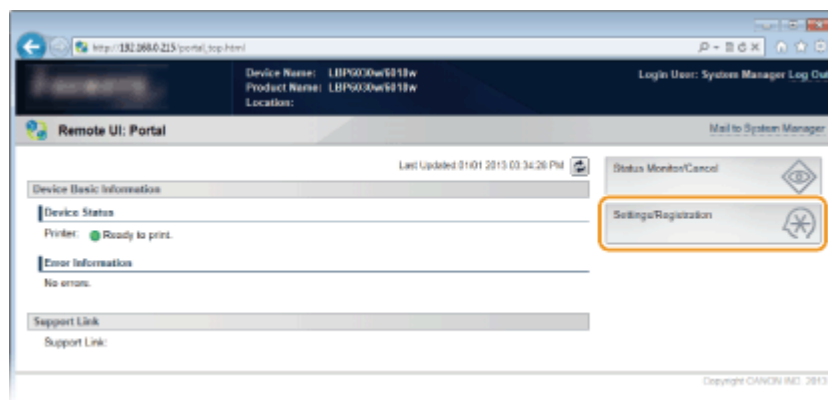 http://192.168.0.215/portal_top.html
Device Name: LBP6030w/6018w
Product Name: LBP6030w/6018w
Location:
Login User: System Manager Log Out
Remote UI: Portal
Mail to System Manager
Last Updated 01/01 2013 03:34:28 PM
Device Basic Information
Device Status
Printer: Ready to print.
Error Information
No errors.
Support Link
Support Link:
Status Monitor/Cancel
Settings/Registration
Copyright CANON INC. 2013